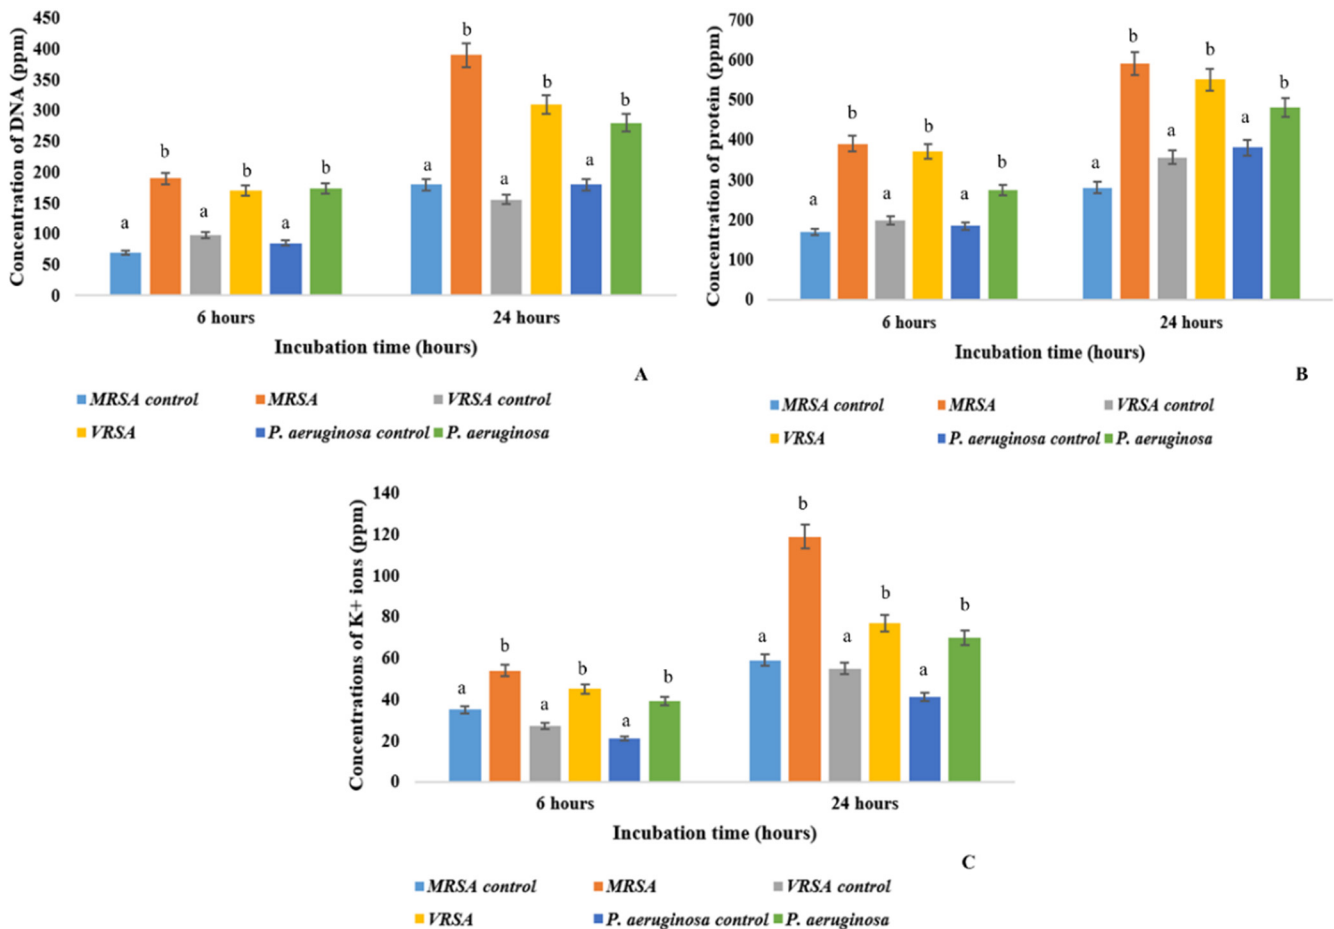 Concentration of DNA (ppm)
450
400
350
300
250
200
150
100
50
0
a
b
a
b
a
b
a
b
a
b
a
b
6 hours
24 hours
Incubation time (hours)
A
MRSA control
MRSA
VRSA control
VRSA
P. aeruginosa control
P. aeruginosa
Concentration of protein (ppm)
700
600
500
400
300
200
100
0
a
b
a
b
a
b
a
b
a
b
a
b
6 hours
24 hours
Incubation time (hours)
B
MRSA control
MRSA
VRSA control
VRSA
P. aeruginosa control
P. aeruginosa
Concentrations of K+ ions (ppm)
140
120
100
80
60
40
20
0
a
b
a
b
a
b
a
b
a
b
a
b
6 hours
24 hours
Incubation time (hours)
C
MRSA control
MRSA
VRSA control
VRSA
P. aeruginosa control
P. aeruginosa